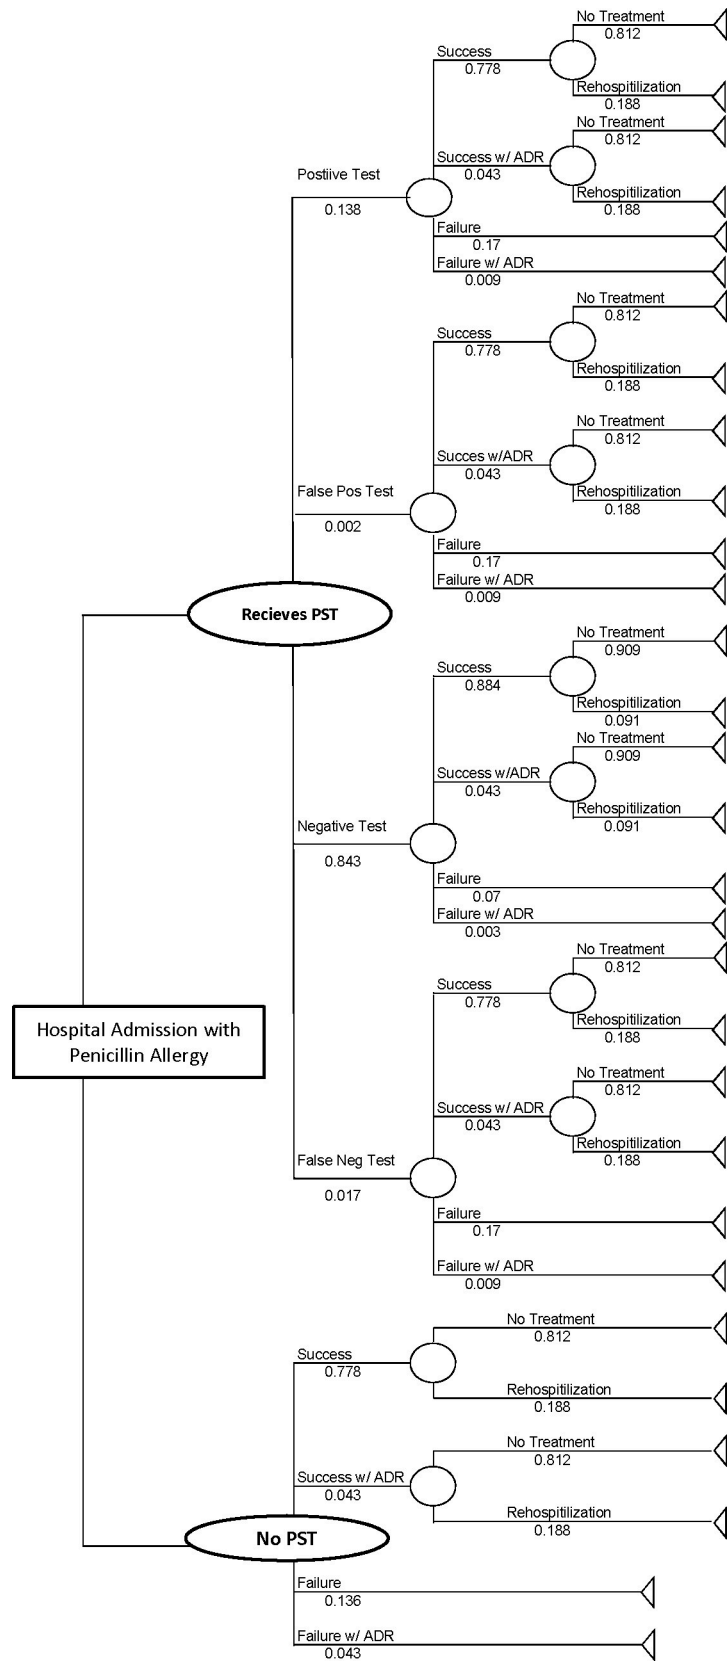 No Treatment
0.812
Success
0.778
Rehospitilization
0.188
No Treatment
0.812
Success w/ ADR
0.043
Rehospitilization
0.188
Postiive Test
0.138
Failure
0.17
Failure w/ ADR
0.009
No Treatment
0.812
Success
0.778
Rehospitilization
0.188
No Treatment
0.812
Succes w/ADR
0.043
Rehospitilization
0.188
False Pos Test
0.002
Failure
0.17
Failure w/ ADR
0.009
Recieves PST
No Treatment
0.909
Success
0.884
Rehospitilization
0.091
No Treatment
0.909
Success w/ADR
0.043
Rehospitilization
0.091
Negative Test
0.843
Failure
0.07
Failure w/ ADR
0.003
No Treatment
0.812
Success
0.778
Rehospitilization
0.188
Hospital Admission with
Penicillin Allergy
No Treatment
0.812
Success w/ ADR
0.043
Rehospitilization
0.188
False Neg Test
0.017
Failure
0.17
Failure w/ ADR
0.009
No Treatment
0.812
Success
0.778
Rehospitilization
0.188
No Treatment
0.812
Success w/ ADR
0.043
Rehospitilization
0.188
No PST
Failure
0.136
Failure w/ ADR
0.043